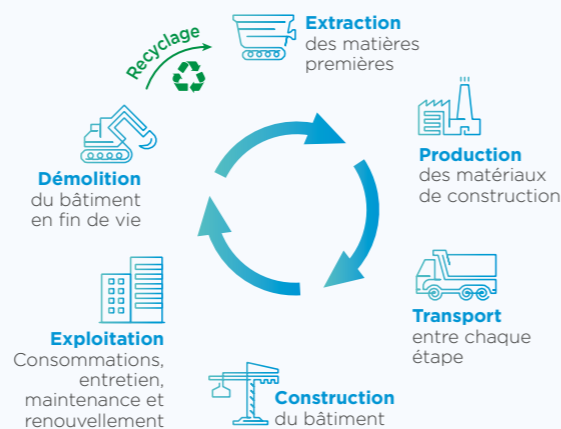 Recyclage
Extraction
des matières
premières
Production
des matériaux
de construction
Transport
entre chaque
étape
Construction
du bâtiment
Exploitation
Consommations,
entretien,
maintenance et
renouvellement
Démolition
du bâtiment
en fin de vie